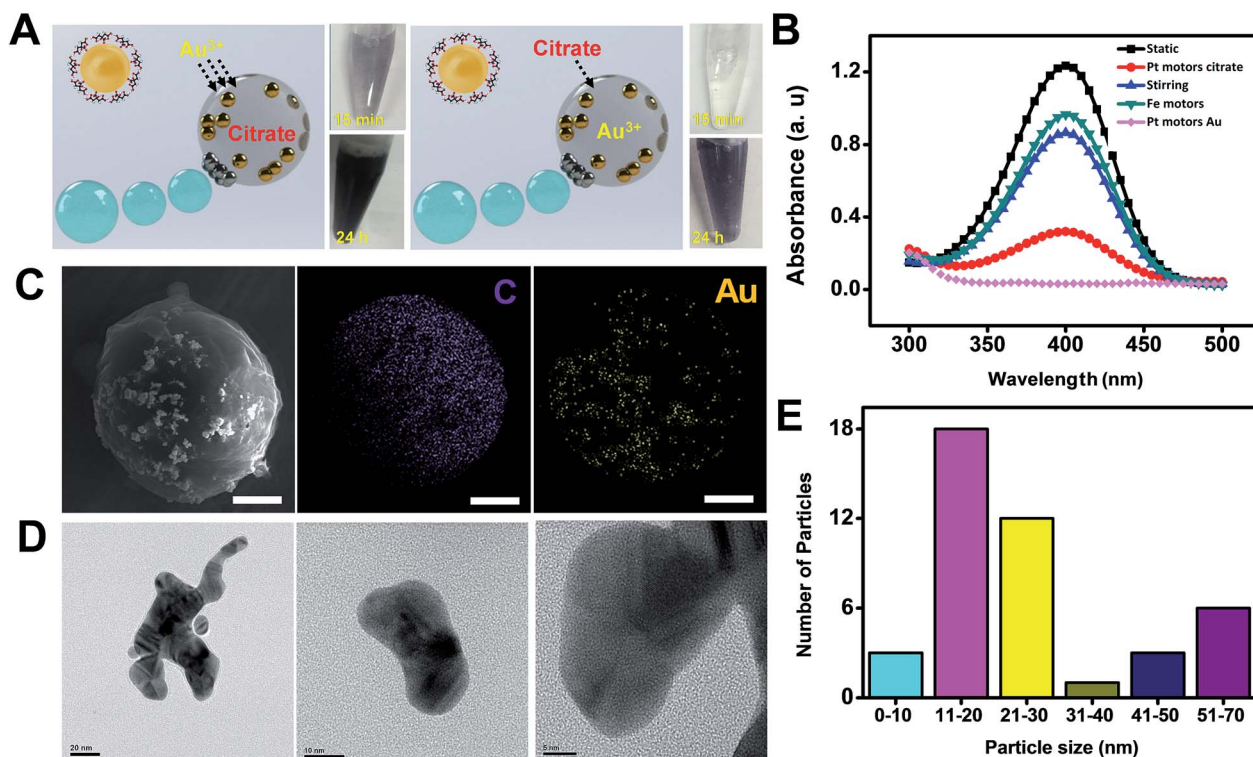 A
Au3+
Citrate
15 min
24 h
Citrate
Au3+
15 min
24 h
B
Absorbance (a. u)
1.2
0.8
0.4
0.0
Static
Pt motors citrate
Stirring
Fe motors
Pt motors Au
300
350
400
450
500
Wavelength (nm)
C
C
Au
D
20 nm
10 nm
5 nm
E
Number of Particles
18
12
6
0
0-10
11-20
21-30
31-40
41-50
51-70
Particle size (nm)